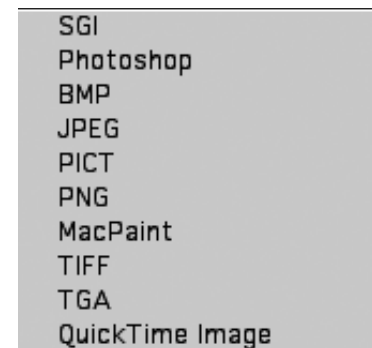 SGI
Photoshop
BMP
JPEG
PICT
PNG
MacPaint
TIFF
TGA
QuickTime Image